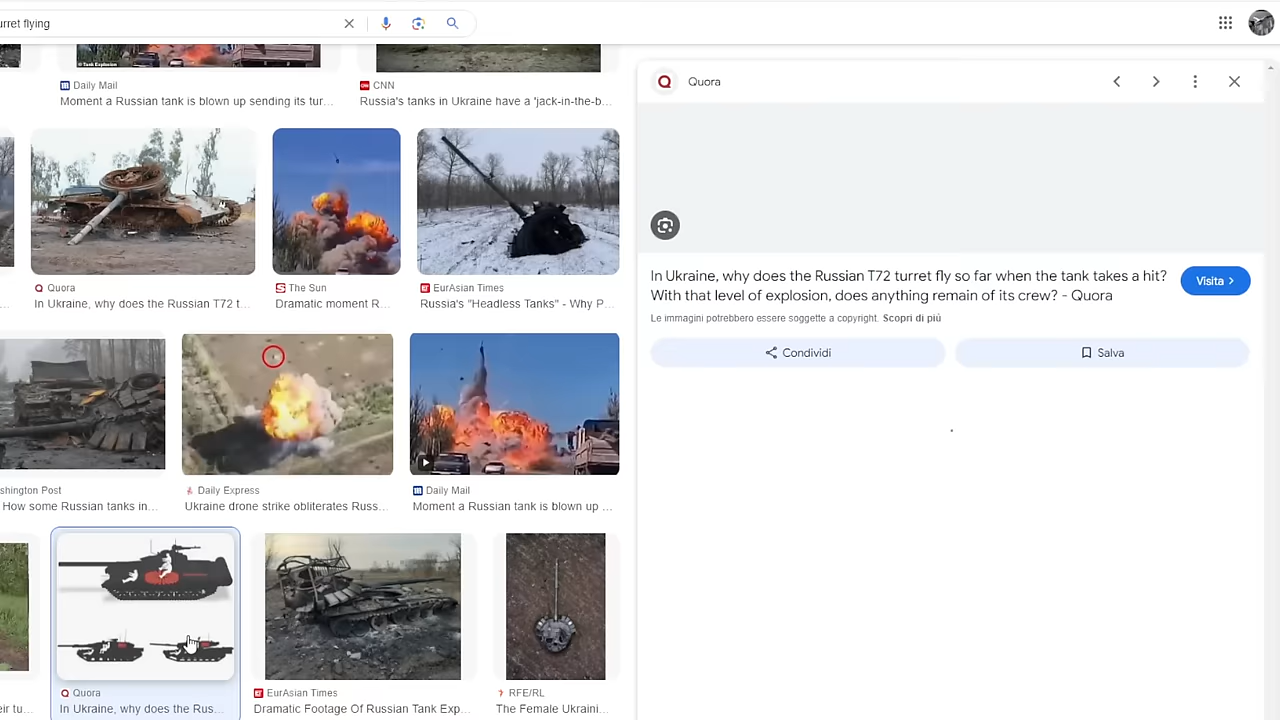 urret flying
Tank Explosion
Daily Mail
CNN
Moment a Russian tank is blown up sending its tur...
Russia's tanks in Ukraine have a 'jack-in-the-b...
Quora
The Sun
EurAsian Times
...
In Ukraine, why does the Russian T72 t...
Dramatic moment R...
Russia's "Headless Tanks" - Why P...
shington Post
Daily Express
Daily Mail
How some Russian tanks in...
Ukraine drone strike obliterates Russ...
Moment a Russian tank is blown up ...
Quora
EurAsian Times
RFE/RL
eir tu...
In Ukraine, why does the Rus...
Dramatic Footage Of Russian Tank Exp...
The Female Ukraini...
Quora
In Ukraine, why does the Russian T72 turret fly so far when the tank takes a hit?
With that level of explosion, does anything remain of its crew? - Quora
Visita
Le immagini potrebbero essere soggette a copyright. Scopri di più
Condividi
Salva